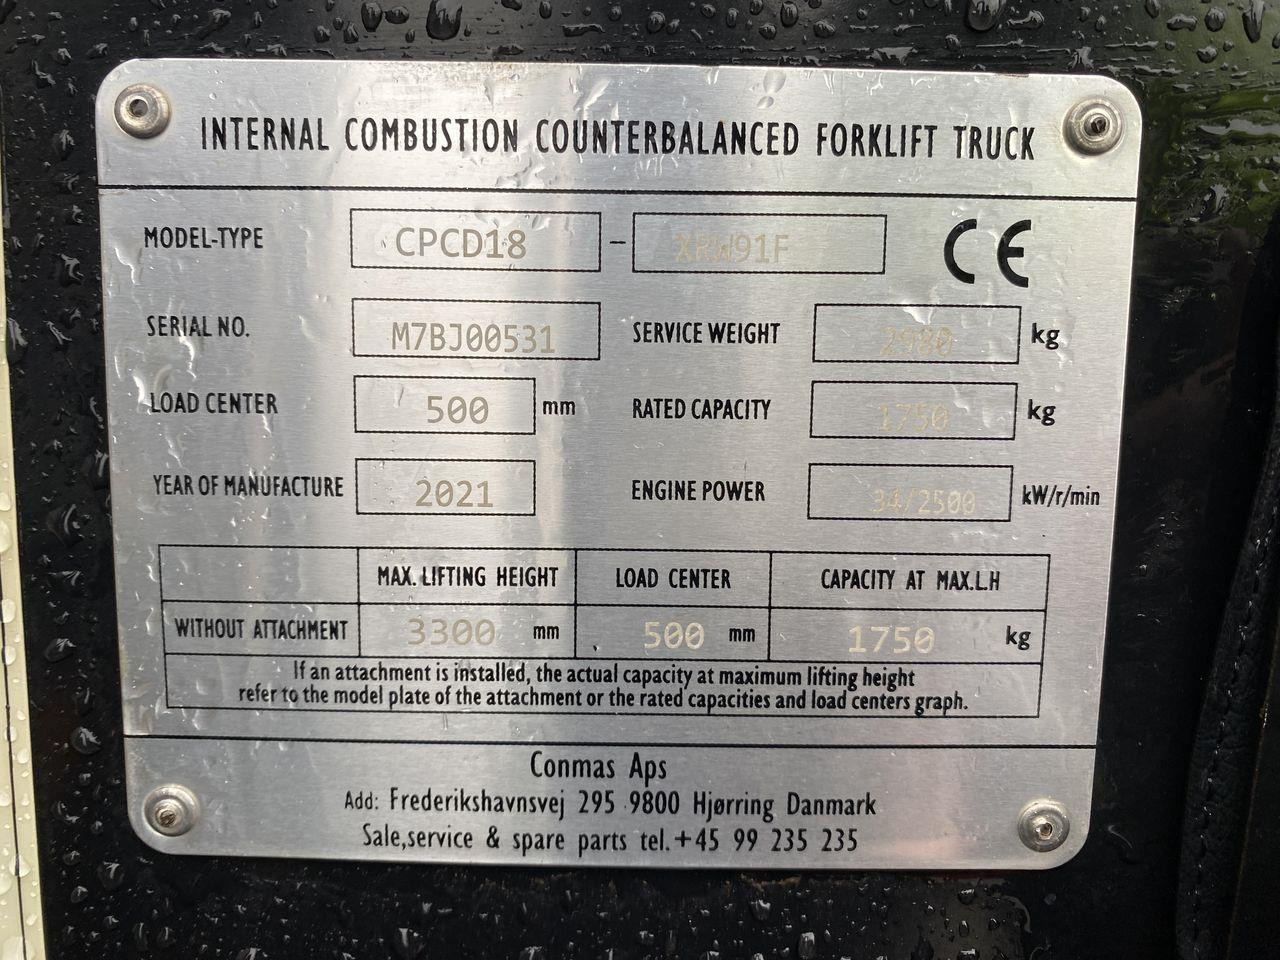 INTERNAL COMBUSTION COUNTERBALANCED FORKLIFT TRUCK
MODEL-TYPE CPCD18 - XRW91F CE
SERIAL NO. M7BJ00531 SERVICE WEIGHT 2980 kg
LOAD CENTER 500 mm RATED CAPACITY 1750 kg
YEAR OF MANUFACTURE 2021 ENGINE POWER 34/2500 kW/r/min
MAX. LIFTING HEIGHT LOAD CENTER CAPACITY AT MAX.L.H
WITHOUT ATTACHMENT 3300 mm 500 mm 1750 kg
If an attachment is installed, the actual capacity at maximum lifting height
refer to the model plate of the attachment or the rated capacities and load centers graph.
Conmas Aps
Add: Frederikshavnsvej 295 9800 Hjørring Danmark
Sale,service & spare parts tel.+45 99 235 235